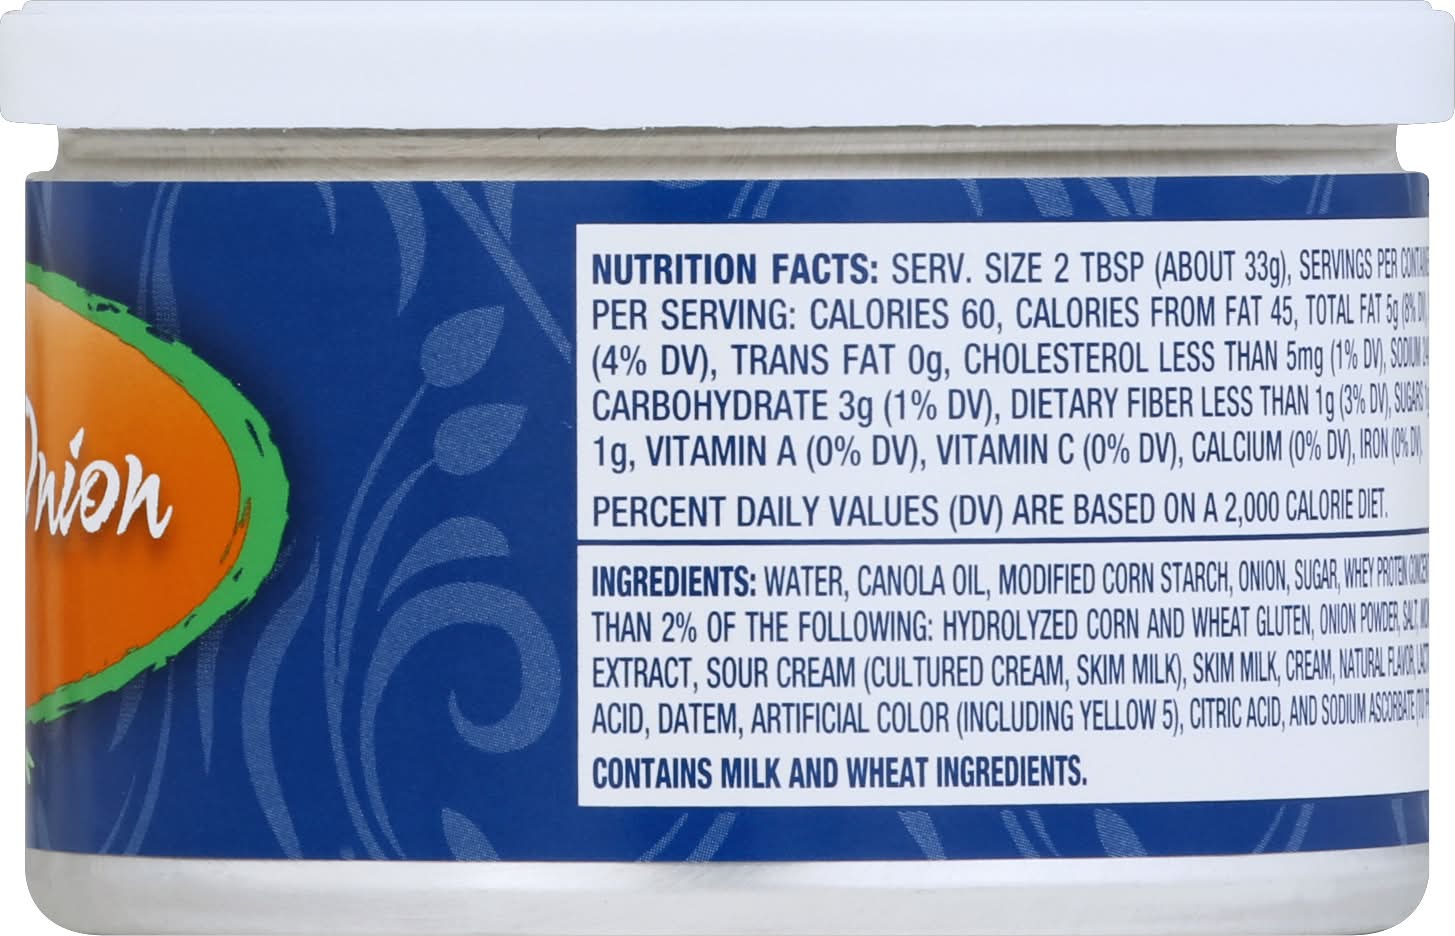 Onion
NUTRITION FACTS: SERV. SIZE 2 TBSP (ABOUT 33g), SERVINGS PER
PER SERVING: CALORIES 60, CALORIES FROM FAT 45, TOTAL FAT 5g (8% DV),
(4% DV), TRANS FAT 0g, CHOLESTEROL LESS THAN 5mg (1% DV), SODIUM
CARBOHYDRATE 3g (1% DV), DIETARY FIBER LESS THAN 1g (3% DV), SUGARS
1g, VITAMIN A (0% DV), VITAMIN C (0% DV), CALCIUM (0% DV), IRON (0% DV).
PERCENT DAILY VALUES (DV) ARE BASED ON A 2,000 CALORIE DIET.
INGREDIENTS: WATER, CANOLA OIL, MODIFIED CORN STARCH, ONION, SUGAR, WHEY PROTEIN
THAN 2% OF THE FOLLOWING: HYDROLYZED CORN AND WHEAT GLUTEN, ONION POWDER, SALT,
EXTRACT, SOUR CREAM (CULTURED CREAM, SKIM MILK), SKIM MILK, CREAM, NATURAL FLAVOR,
ACID, DATEM, ARTIFICIAL COLOR (INCLUDING YELLOW 5), CITRIC ACID, AND SODIUM ASCORBATE
CONTAINS MILK AND WHEAT INGREDIENTS.